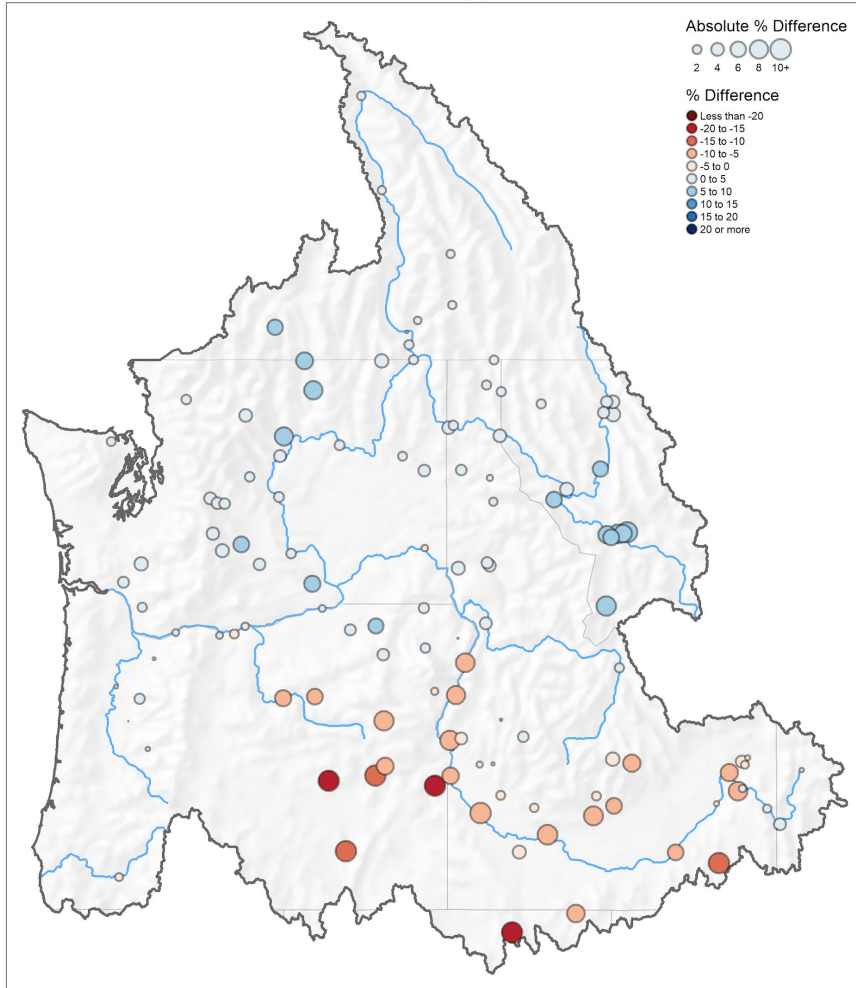 Absolute % Difference
2 4 6 8 10+
% Difference
Less than -20
-20 to -15
-15 to -10
-10 to -5
-5 to 0
0 to 5
5 to 10
10 to 15
15 to 20
20 or more